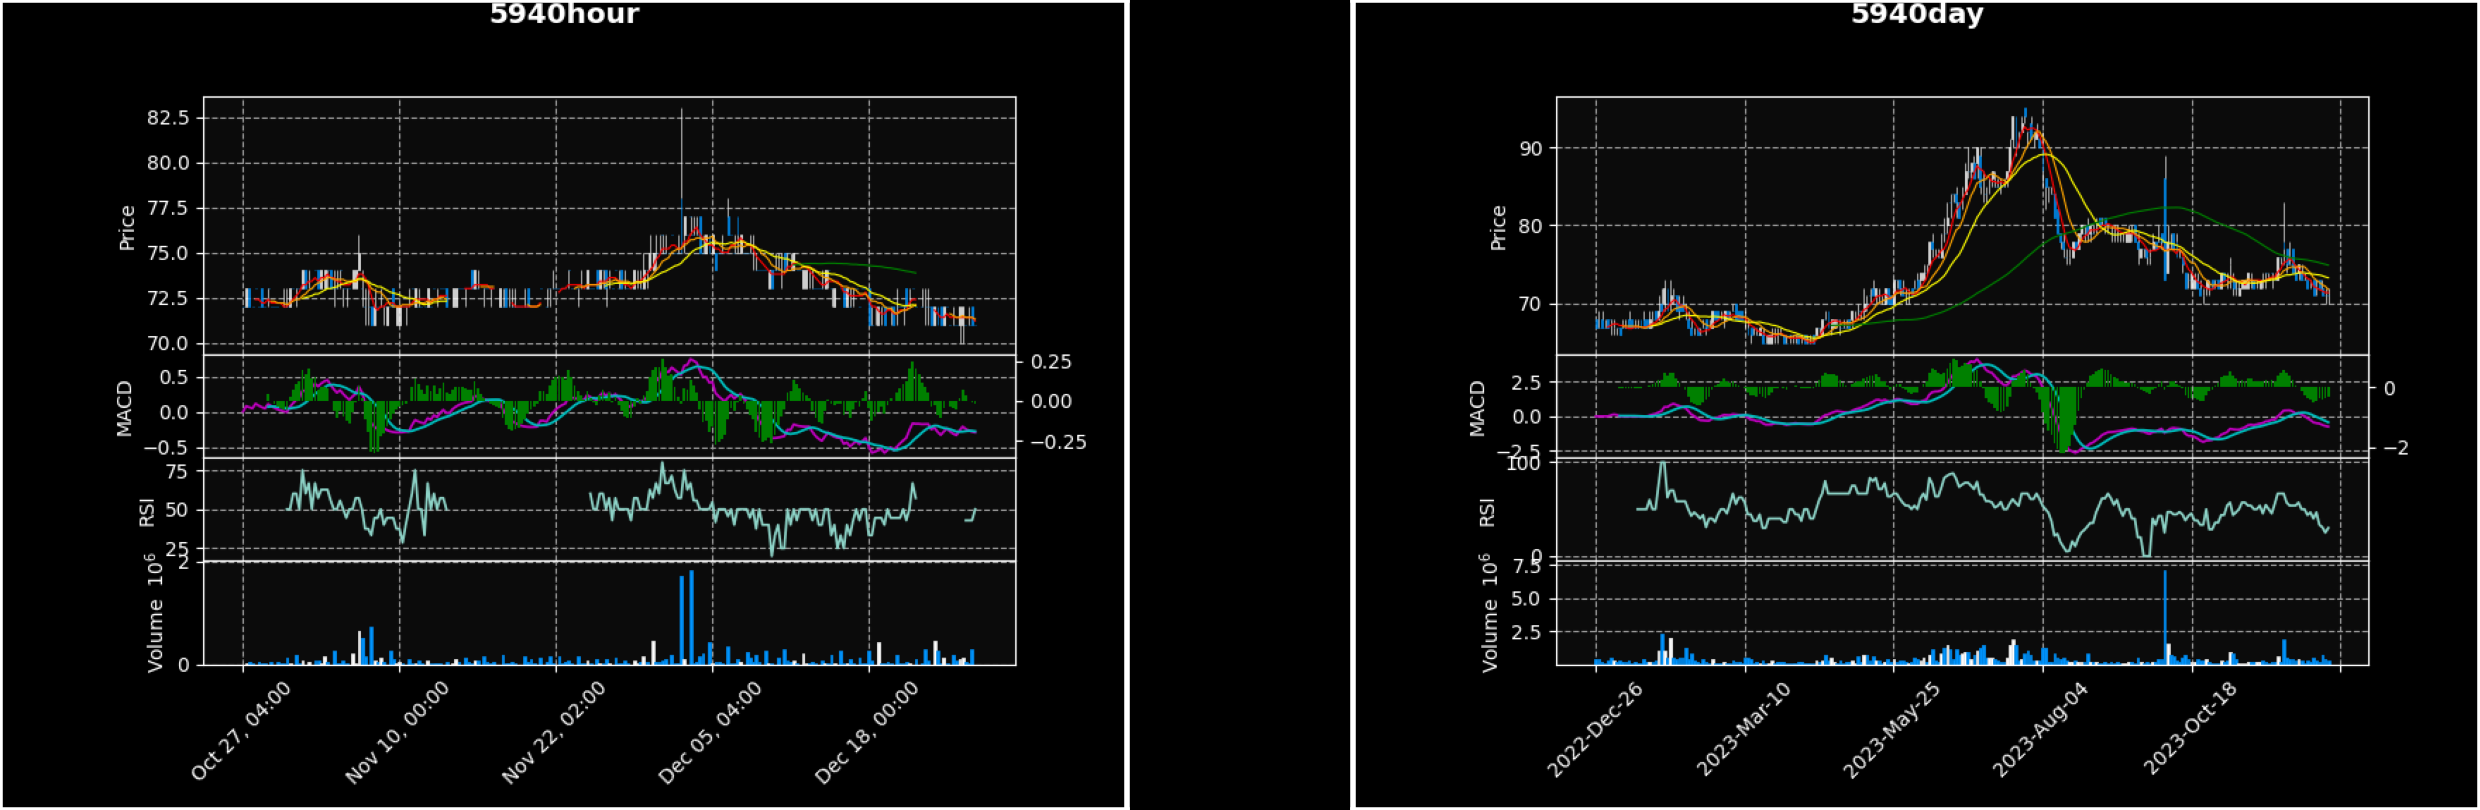 5940hour
82.5
80.0
77.5
75.0
72.5
70.0
Price
0.5
0.0
−0.5
MACD
0.25
0.00
−0.25
75
50
25
RSI
2
0
Volume 10⁶
Oct 27, 04:00
Nov 10, 00:00
Nov 22, 02:00
Dec 05, 04:00
Dec 18, 00:00
5940day
90
80
70
Price
2.5
0.0
−2.5
MACD
0
−2
100
0
RSI
7.5
5.0
2.5
Volume 10⁶
2022-Dec-26
2023-Mar-10
2023-May-25
2023-Aug-04
2023-Oct-18